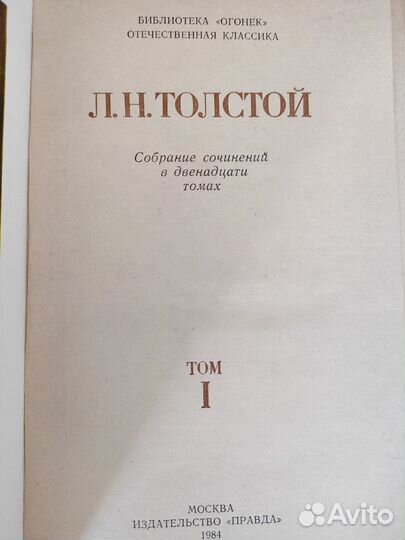 БИБЛИОТЕКА «ОГОНЕК»
ОТЕЧЕСТВЕННАЯ КЛАССИКА
Л.Н.ТОЛСТОЙ
Собрание сочинений
в двенадцати
томах
ТОМ
I
МОСКВА
ИЗДАТЕЛЬСТВО «ПРАВДА»
1984
Avito